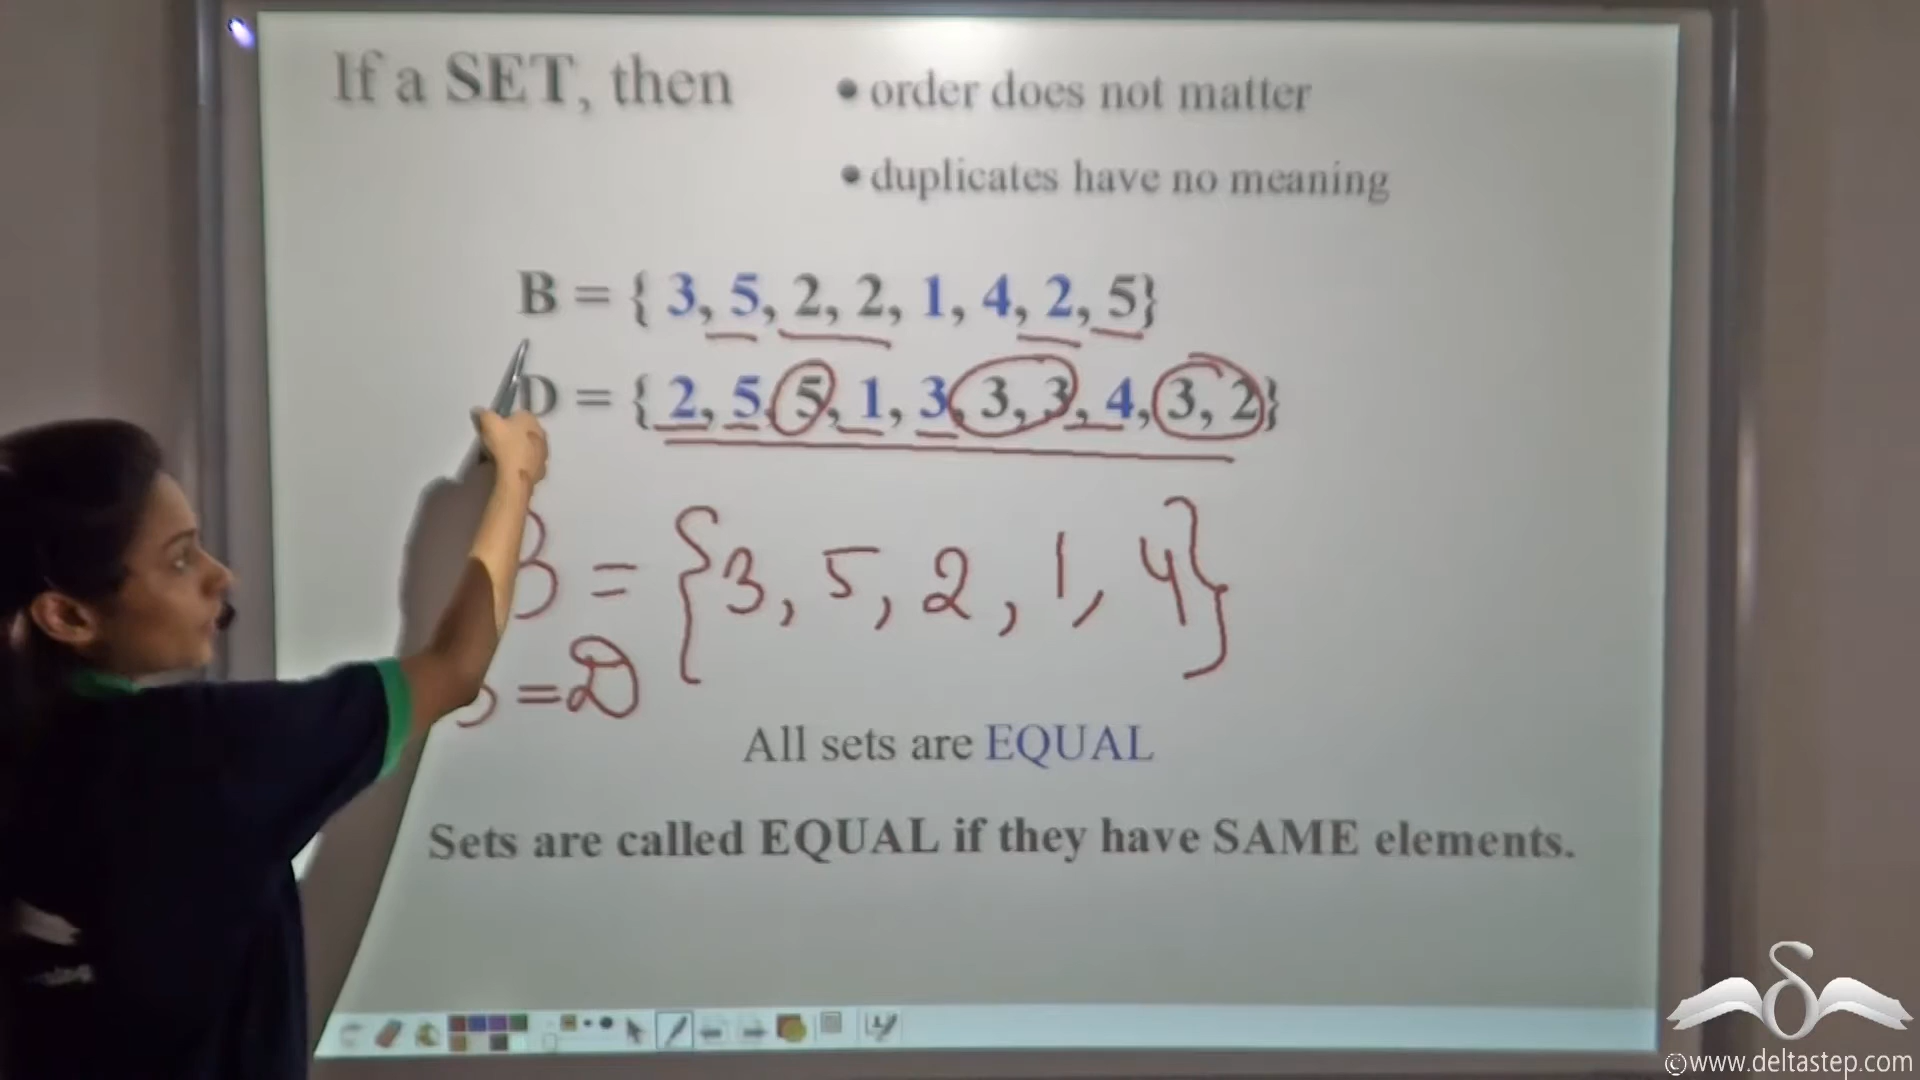 If a SET, then
• order does not matter
• duplicates have no meaning
B = { 3, 5, 2, 2, 1, 4, 2, 5}
D = { 2, 5, 5, 1, 3, 3, 3, 4, 3, 2}
B = {3, 5, 2, 1, 4}
B = D
All sets are EQUAL
Sets are called EQUAL if they have SAME elements.
©www.deltastep.com